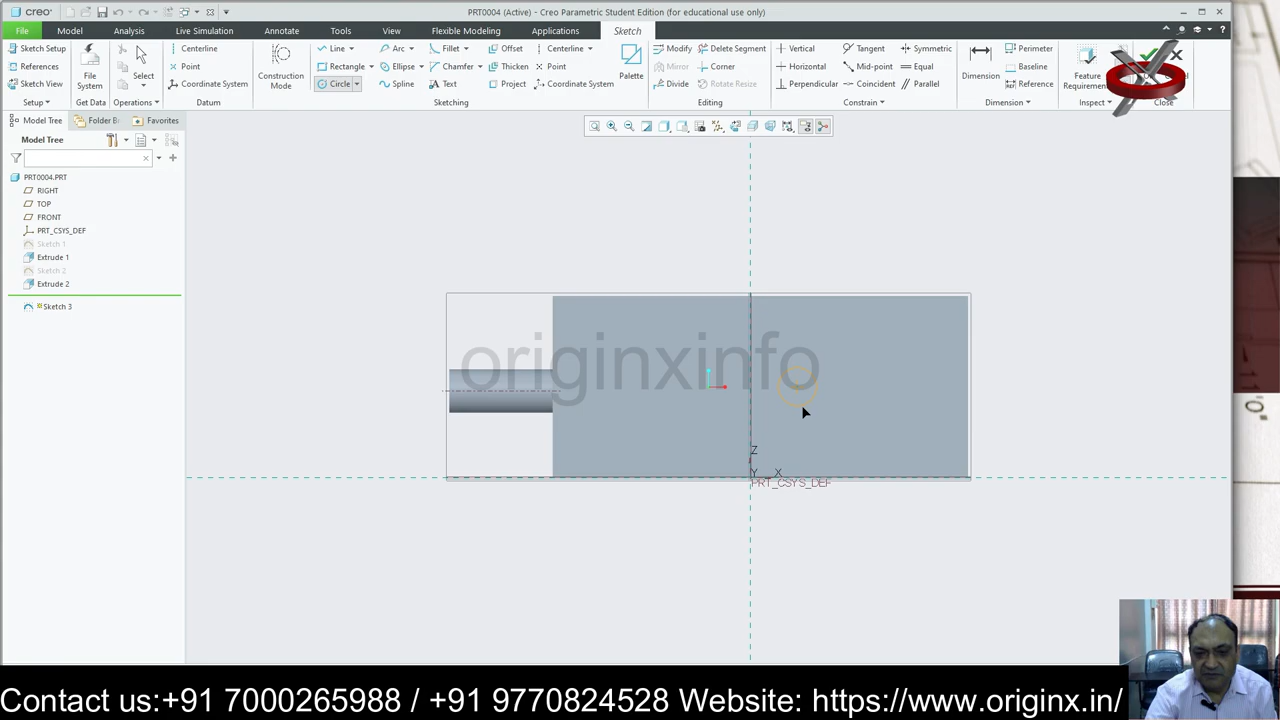 creo PRT0004 (Active) - Creo Parametric Student Edition (for educational use only)
File Model Analysis Live Simulation Annotate Tools View Flexible Modeling Applications Sketch
Sketch Setup Centerline Line Arc Fillet Offset Centerline Modify Delete Segment Vertical Tangent Symmetric Perimeter
References Point Rectangle Ellipse Chamfer Thicken Point Mirror Corner Horizontal Mid-point Equal Baseline
Sketch View File System Select Coordinate System Construction Mode Circle Spline Text Project Coordinate System Palette Divide Rotate Resize Perpendicular Coincident Parallel Dimension Reference Feature Requirements
Setup Get Data Operations Datum Sketching Editing Constrain Dimension Inspect Close
Model Tree Folder B Favorites
Model Tree
PRT0004.PRT
RIGHT
TOP
FRONT
PRT_CSYS_DEF
Sketch 1
Extrude 1
Sketch 2
Extrude 2
Sketch 3
originxinfo
Z
Y X
PRT_CSYS_DEF
Contact us:+91 7000265988 / +91 9770824528 Website: https://www.originx.in/